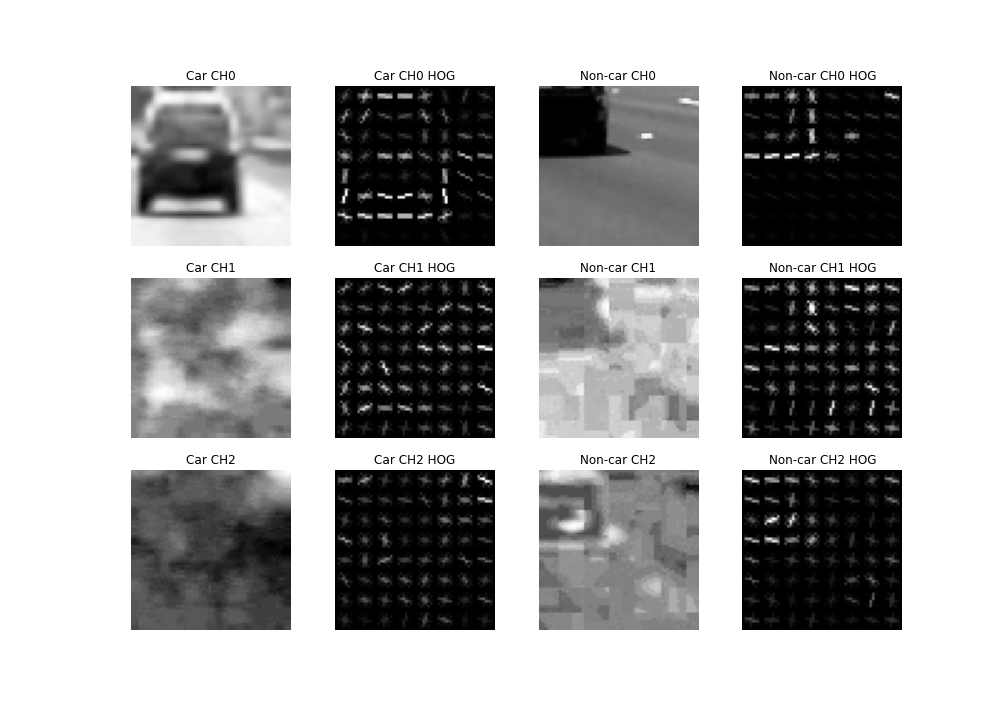 Car CH0
Car CH0 HOG
Non-car CH0
Non-car CH0 HOG
Car CH1
Car CH1 HOG
Non-car CH1
Non-car CH1 HOG
Car CH2
Car CH2 HOG
Non-car CH2
Non-car CH2 HOG